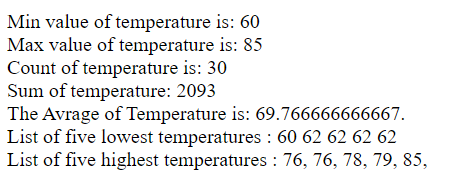 Min value of temperature is: 60
Max value of temperature is: 85
Count of temperature is: 30
Sum of temperature: 2093
The Avrage of Temperature is: 69.766666666667.
List of five lowest temperatures : 60 62 62 62 62
List of five highest temperatures : 76, 76, 78, 79, 85,